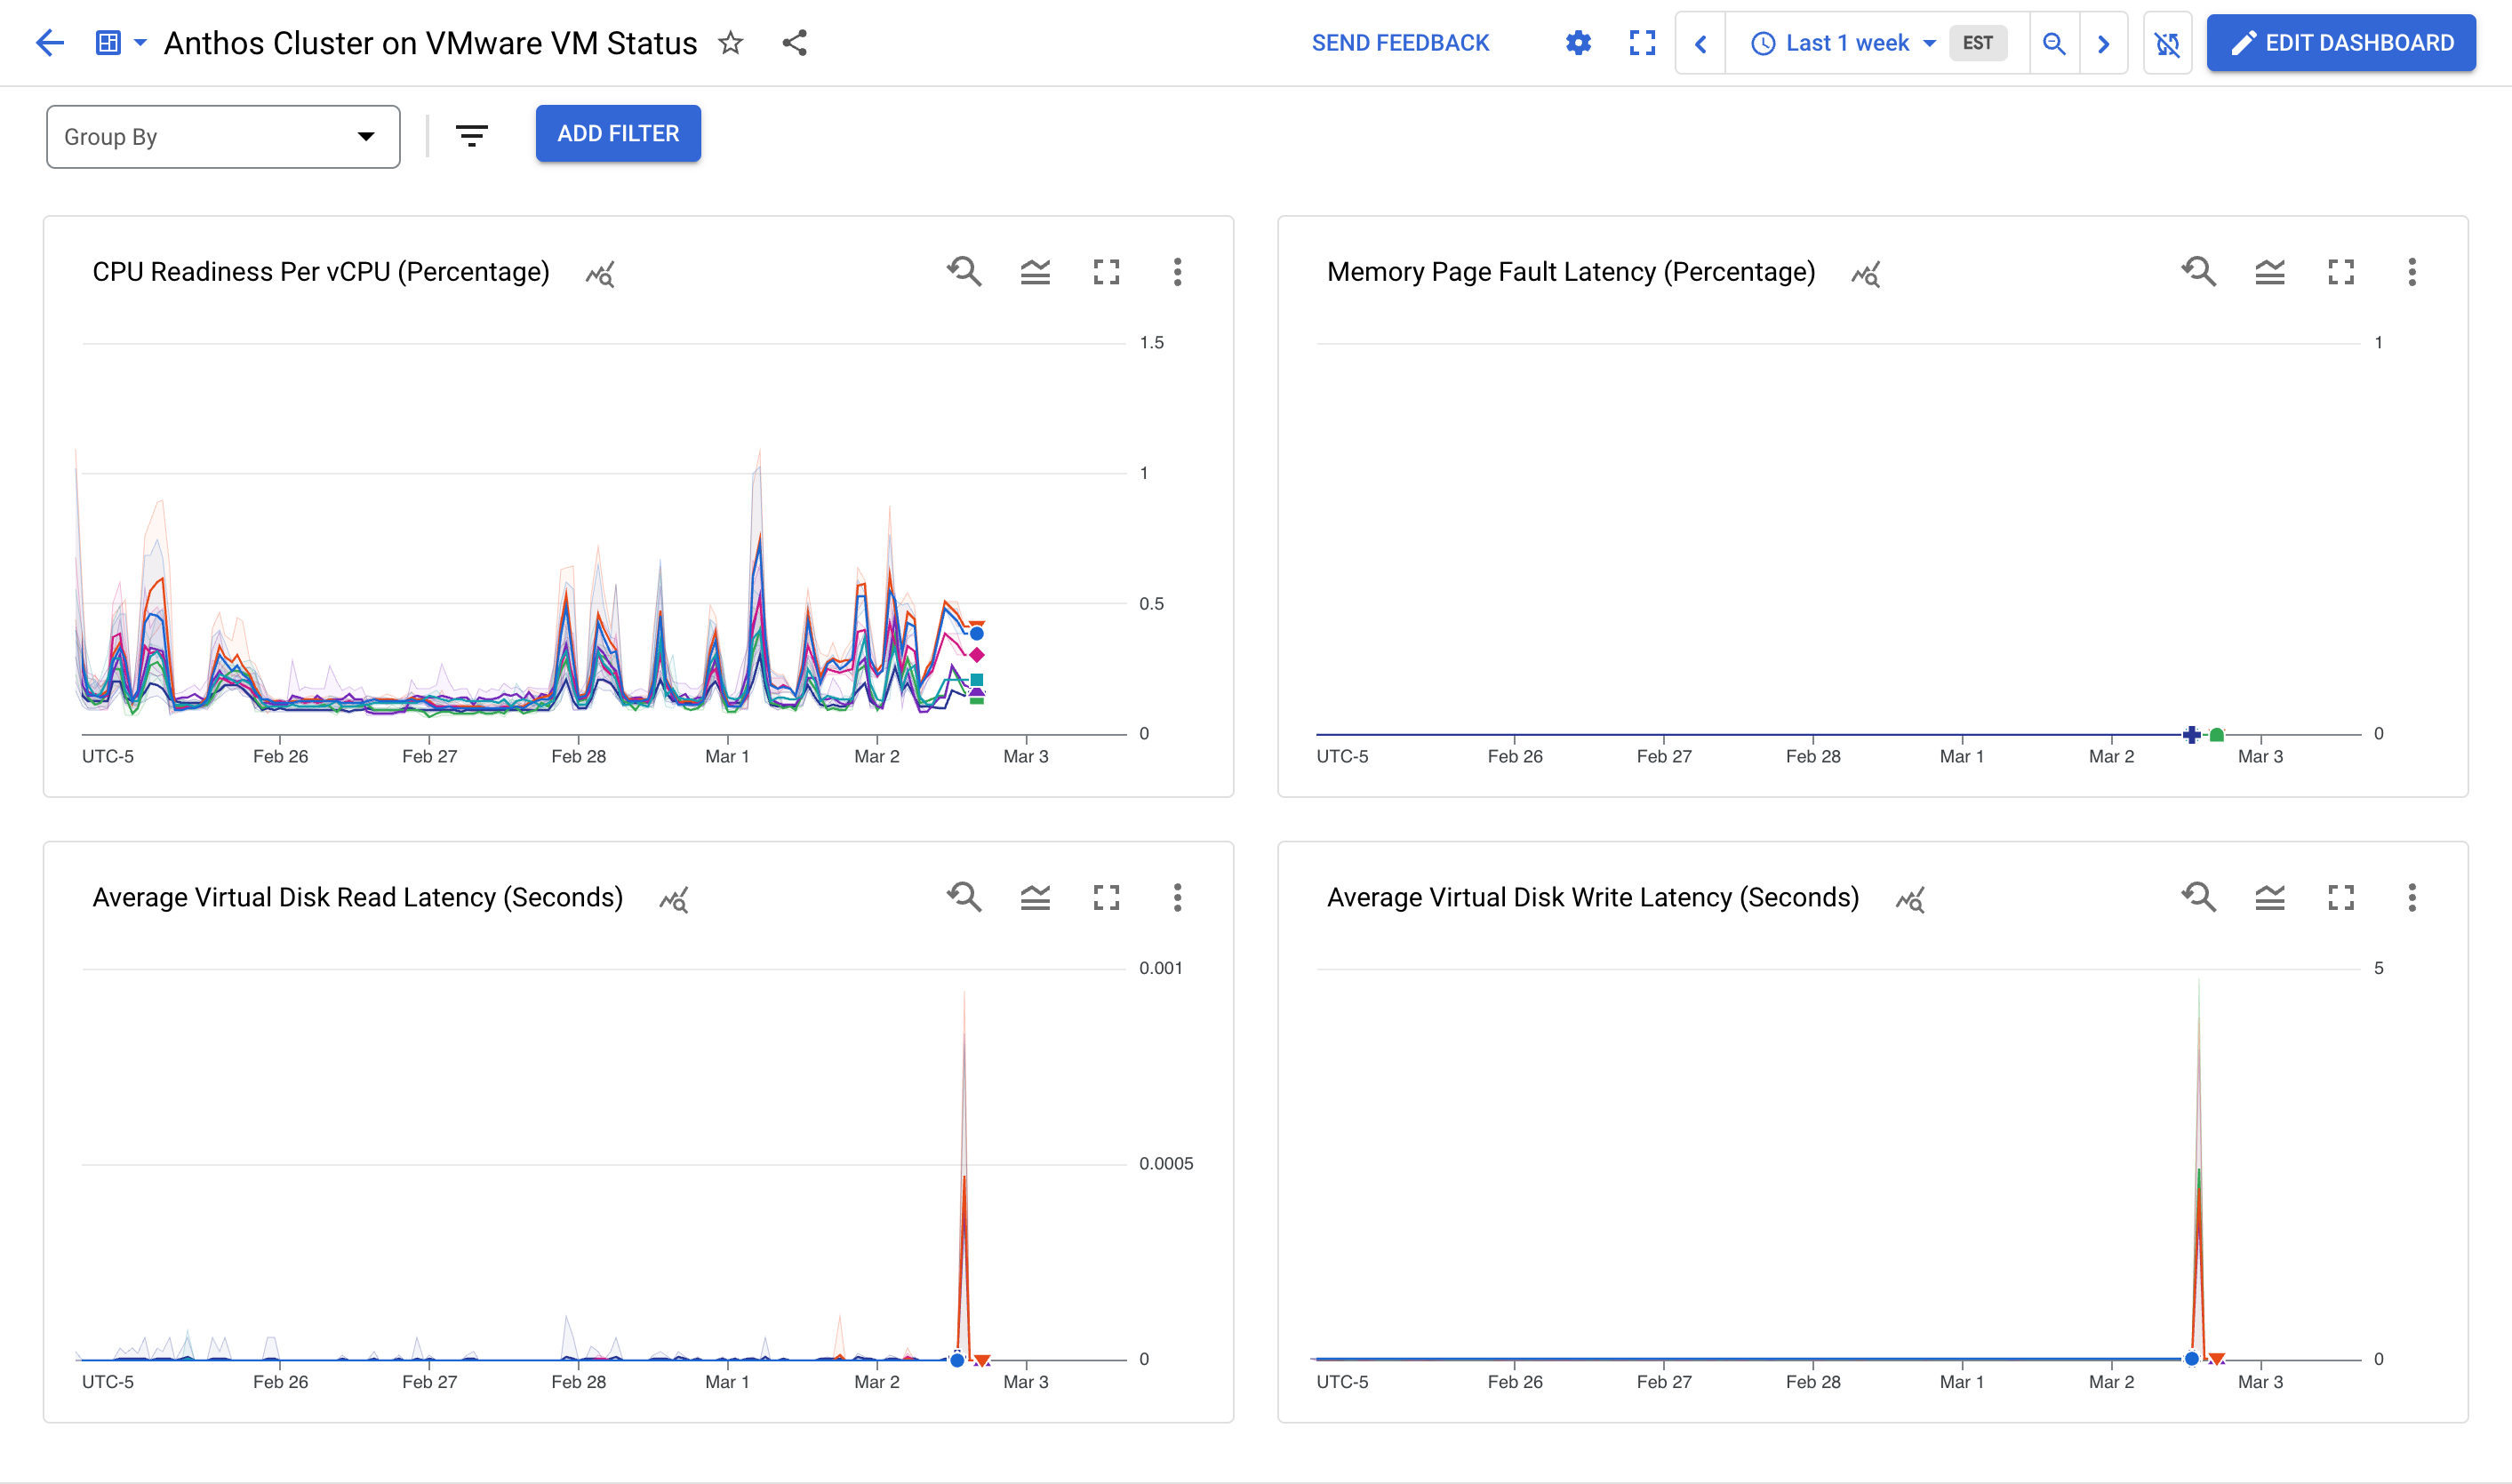 Anthos Cluster on VMware VM Status
SEND FEEDBACK
Last 1 week
EST
EDIT DASHBOARD
Group By
ADD FILTER
CPU Readiness Per vCPU (Percentage)
1.5
1
0.5
0
UTC-5
Feb 26
Feb 27
Feb 28
Mar 1
Mar 2
Mar 3
Memory Page Fault Latency (Percentage)
1
0
UTC-5
Feb 26
Feb 27
Feb 28
Mar 1
Mar 2
Mar 3
Average Virtual Disk Read Latency (Seconds)
0.001
0.0005
0
UTC-5
Feb 26
Feb 27
Feb 28
Mar 1
Mar 2
Mar 3
Average Virtual Disk Write Latency (Seconds)
5
0
UTC-5
Feb 26
Feb 27
Feb 28
Mar 1
Mar 2
Mar 3